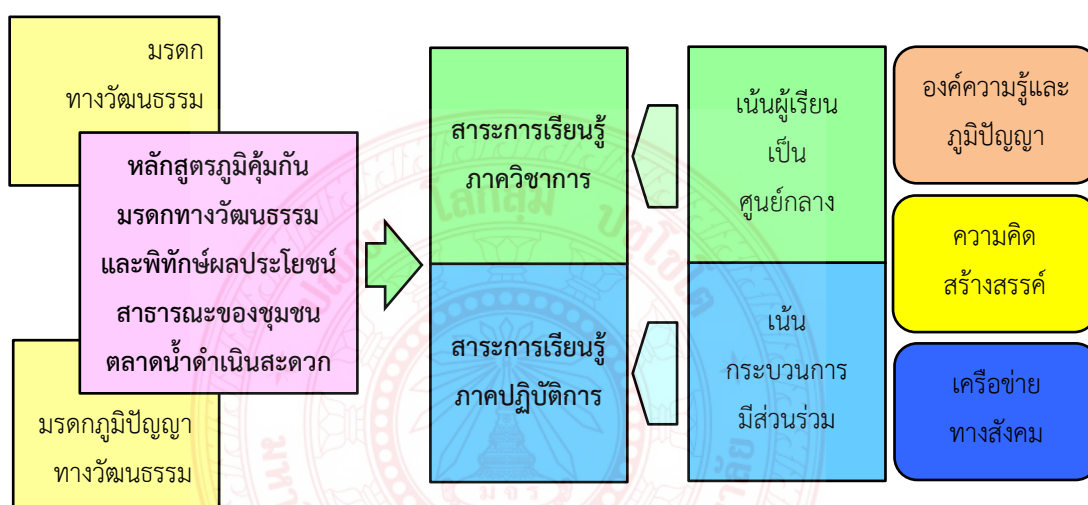 มรดก
ทางวัฒนธรรม
หลักสูตรภูมิคุ้มกัน
มรดกทางวัฒนธรรม
และพิทักษ์ผลประโยชน์
สาธารณะของชุมชน
ตลาดน้ำดำเนินสะดวก
มรดกภูมิปัญญา
ทางวัฒนธรรม
สาระการเรียนรู้
ภาควิชาการ
สาระการเรียนรู้
ภาคปฏิบัติการ
เน้นผู้เรียน
เป็น
ศูนย์กลาง
เน้น
กระบวนการ
มีส่วนร่วม
องค์ความรู้และ
ภูมิปัญญา
ความคิด
สร้างสรรค์
เครือข่าย
ทางสังคม